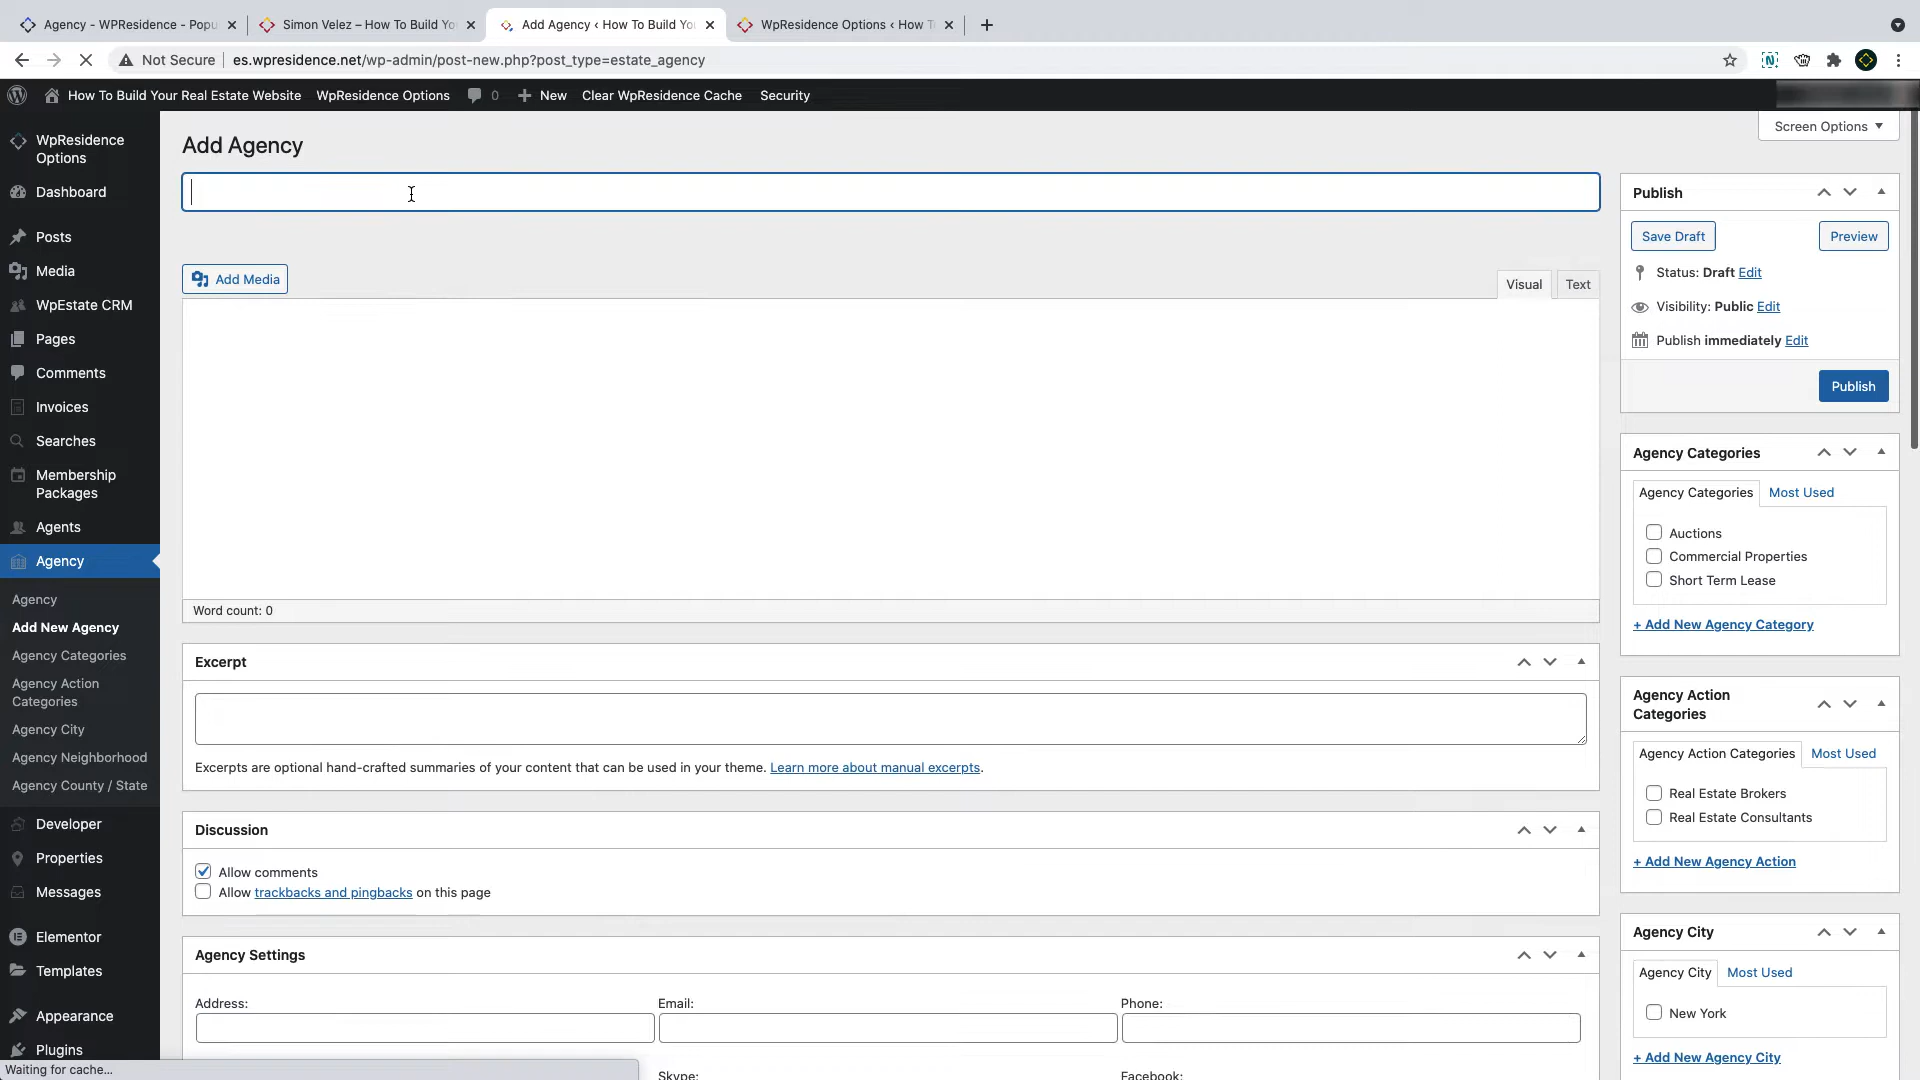 Agency - WPResidence - Popu
Simon Velez – How To Build Yo
Add Agency ‹ How To Build You
WpResidence Options ‹ How T
Not Secure
es.wpresidence.net/wp-admin/post-new.php?post_type=estate_agency
How To Build Your Real Estate Website
WpResidence Options
0
New
Clear WpResidence Cache
Security
WpResidence
Options
Dashboard
Posts
Media
WpEstate CRM
Pages
Comments
Invoices
Searches
Membership
Packages
Agents
Agency
Agency
Add New Agency
Agency Categories
Agency Action
Categories
Agency City
Agency Neighborhood
Agency County / State
Developer
Properties
Messages
Elementor
Templates
Appearance
Plugins
Waiting for cache...
Screen Options
Add Agency
Add Media
Visual
Text
Word count: 0
Excerpt
Excerpts are optional hand-crafted summaries of your content that can be used in your theme. Learn more about manual excerpts.
Discussion
Allow comments
Allow trackbacks and pingbacks on this page
Agency Settings
Address:
Email:
Phone:
Skype:
Facebook:
Publish
Save Draft
Preview
Status: Draft Edit
Visibility: Public Edit
Publish immediately Edit
Publish
Agency Categories
Agency Categories
Most Used
Auctions
Commercial Properties
Short Term Lease
+ Add New Agency Category
Agency Action
Categories
Agency Action Categories
Most Used
Real Estate Brokers
Real Estate Consultants
+ Add New Agency Action
Agency City
Agency City
Most Used
New York
+ Add New Agency City